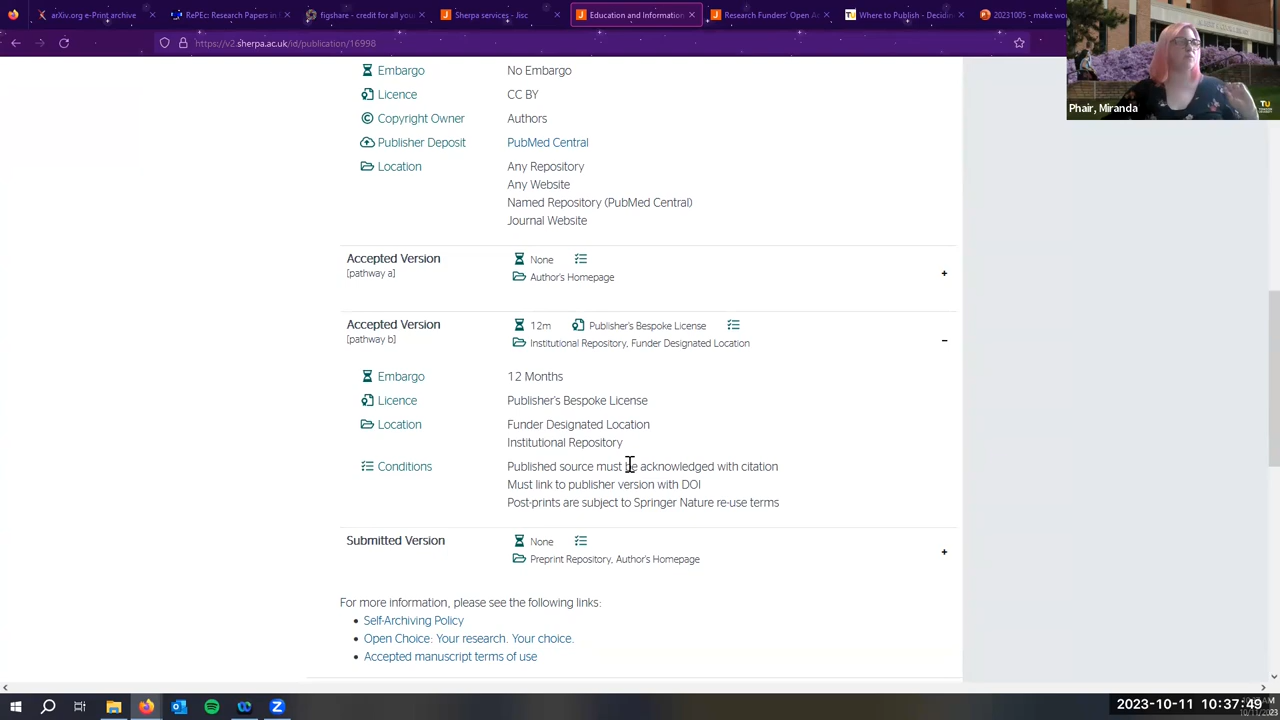 arXiv.org e-Print archive
RePEc: Research Papers in
figshare - credit for all you
Sherpa services - Jisc
Education and Information
Research Funders' Open
Where to Publish - Decidin
20231005 - make wo
https://v2.sherpa.ac.uk/id/publication/16998
Phair, Miranda
TU
Embargo No Embargo
Licence CC BY
Copyright Owner Authors
Publisher Deposit PubMed Central
Location Any Repository
Any Website
Named Repository (PubMed Central)
Journal Website
Accepted Version None
[pathway a] Author's Homepage
+
Accepted Version 12m Publisher's Bespoke License
[pathway b] Institutional Repository, Funder Designated Location
-
Embargo 12 Months
Licence Publisher's Bespoke License
Location Funder Designated Location
Institutional Repository
Conditions Published source must be acknowledged with citation
Must link to publisher version with DOI
Post-prints are subject to Springer Nature re-use terms
Submitted Version None
Preprint Repository, Author's Homepage
+
For more information, please see the following links:
• Self-Archiving Policy
• Open Choice: Your research. Your choice.
• Accepted manuscript terms of use
2023-10-11 10:37:49